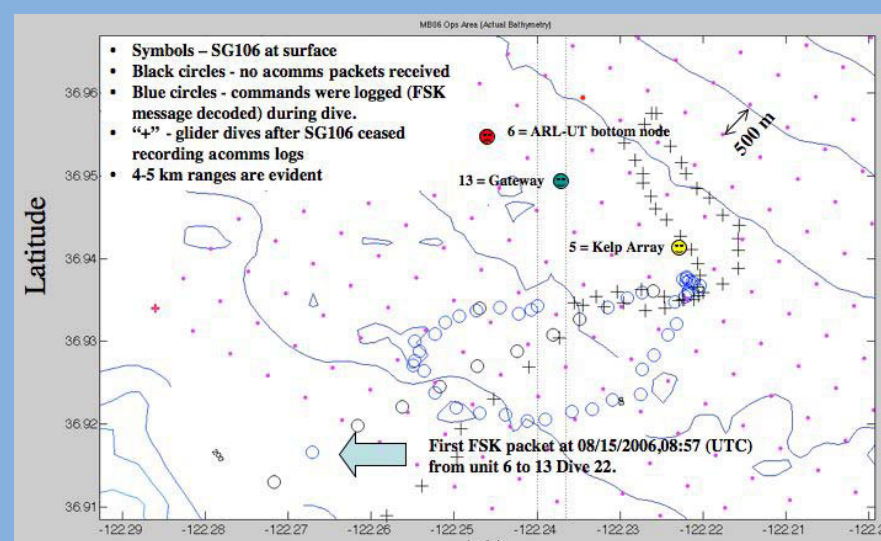 MB06 Ops Area (Actual Bathymetry)
• Symbols – SG106 at surface
• Black circles - no acomms packets received
• Blue circles - commands were logged (FSK
message decoded) during dive.
• “+” - glider dives after SG106 ceased
recording acomms logs
• 4-5 km ranges are evident
6 = ARL-UT bottom node
500 m
13 = Gateway
5 = Kelp Array
Latitude
36.96
36.95
36.94
36.93
36.92
36.91
200
First FSK packet at 08/15/2006,08:57 (UTC)
from unit 6 to 13 Dive 22.
-122.29
-122.28
-122.27
-122.26
-122.25
-122.24
-122.23
-122.22
-122.21
-122.2